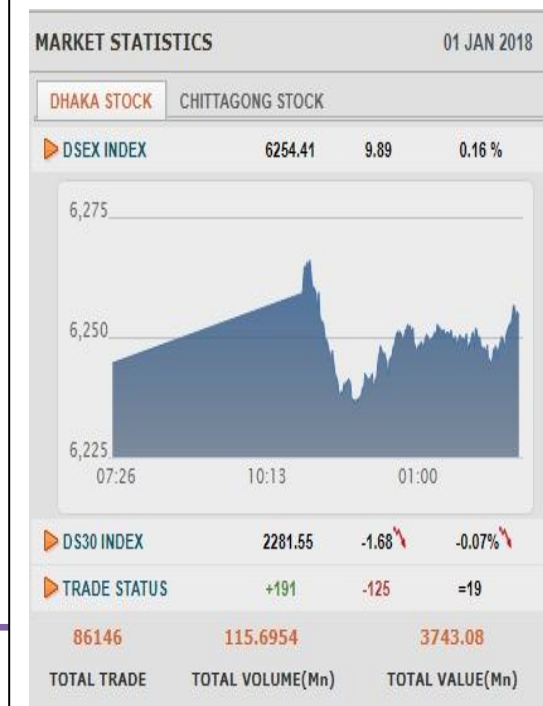 MARKET STATISTICS 01 JAN 2018
DHAKA STOCK CHITTAGONG STOCK
DSEX INDEX 6254.41 9.89 0.16 %
6,275
6,250
6,225
07:26 10:13 01:00
DS30 INDEX 2281.55 -1.68 -0.07%
TRADE STATUS +191 -125 =19
86146 115.6954 3743.08
TOTAL TRADE TOTAL VOLUME(Mn) TOTAL VALUE(Mn)